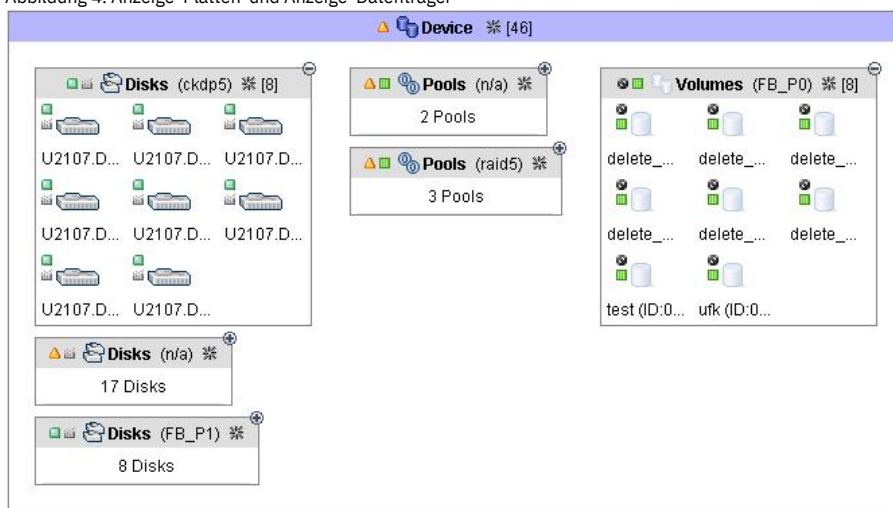 Abbildung 4. Anzeige 'Platten' und Anzeige 'Datenträger'
Device [46]
Disks (ckdp5) [8]
U2107.D... U2107.D... U2107.D...
U2107.D... U2107.D... U2107.D...
U2107.D... U2107.D...
Disks (n/a)
17 Disks
Disks (FB_P1)
8 Disks
Pools (n/a)
2 Pools
Pools (raid5)
3 Pools
Volumes (FB_P0) [8]
delete_... delete_... delete_...
delete_... delete_... delete_...
test (ID:0... ufk (ID:0...